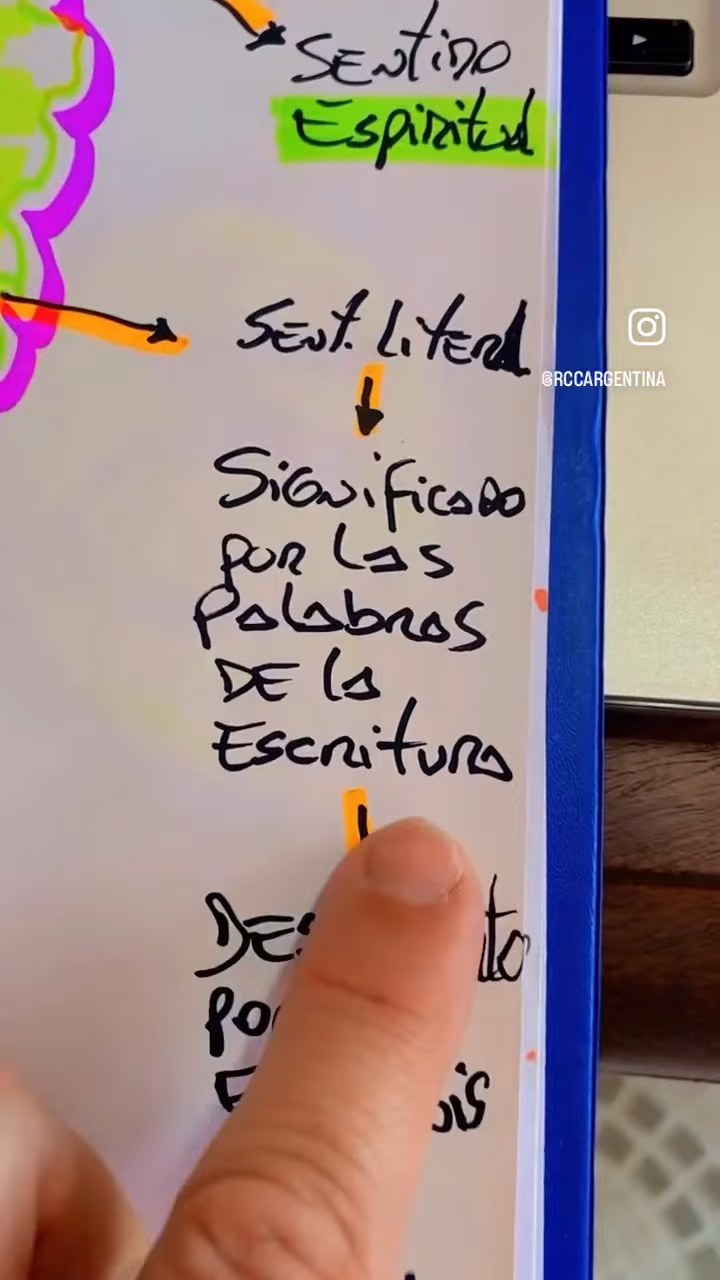 Sentido
Espiritual
Sent. Literal
@RCCARGENTINA
Significado
por las
Palabras
DE la
Escritura